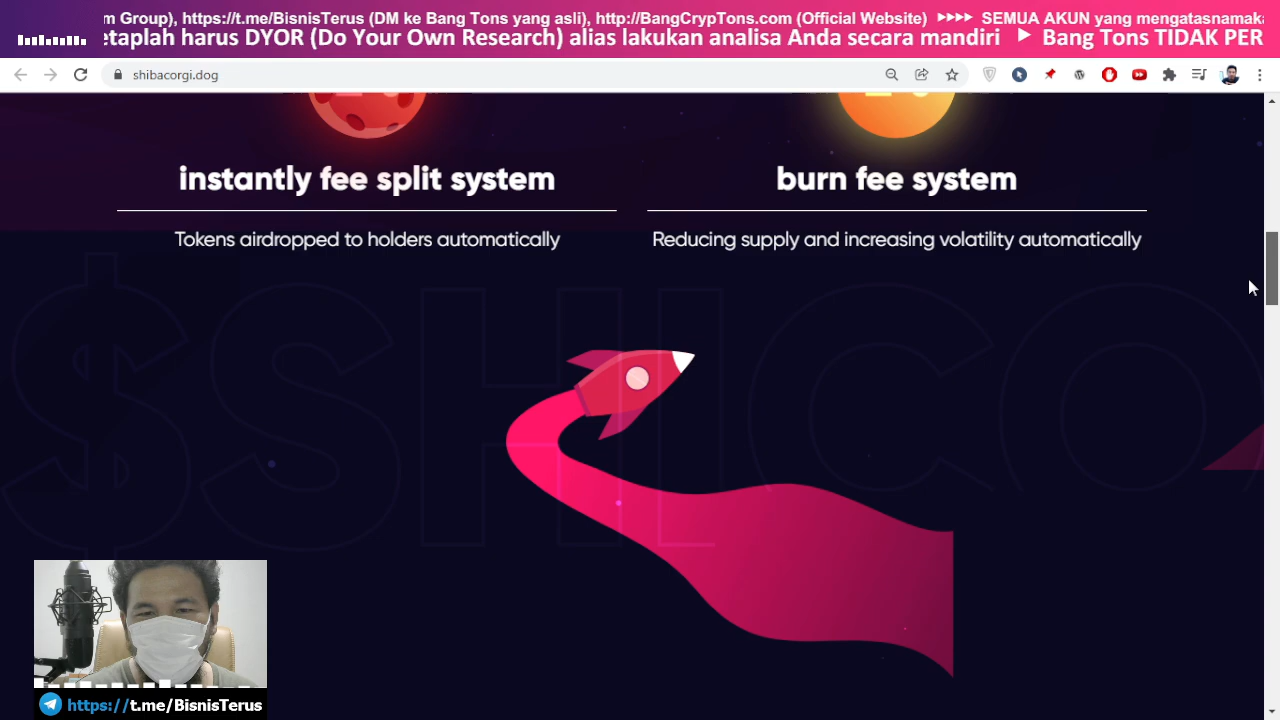 m Group), https://t.me/BisnisTerus (DM ke Bang Tons yang asli), http://BangCrypTons.com (Official Website) ►►►► SEMUA AKUN yang mengatasnamaka
etaplah harus DYOR (Do Your Own Research) alias lakukan analisa Anda secara mandiri ► Bang Tons TIDAK PER
shibacorgi.dog
instantly fee split system
burn fee system
Tokens airdropped to holders automatically
Reducing supply and increasing volatility automatically
$SHICO
https://t.me/BisnisTerus